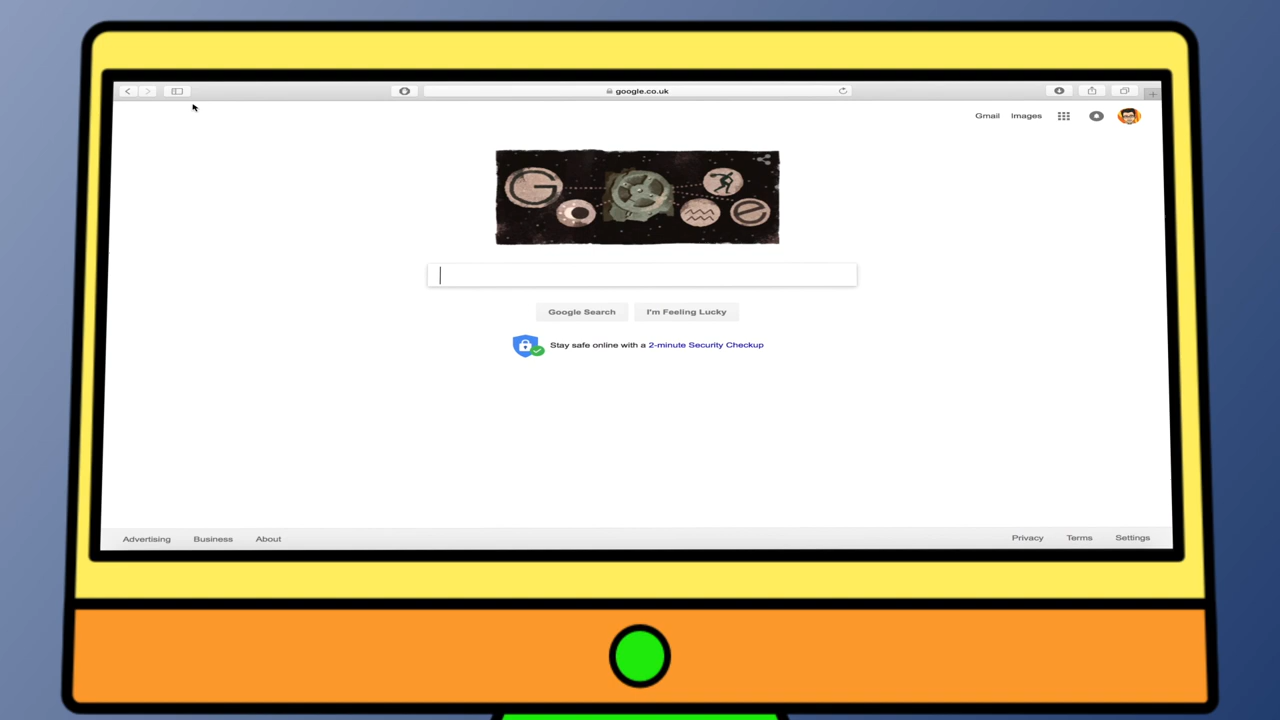 google.co.uk
Gmail Images
G
e
Google Search I'm Feeling Lucky
Stay safe online with a 2-minute Security Checkup
Advertising Business About Privacy Terms Settings